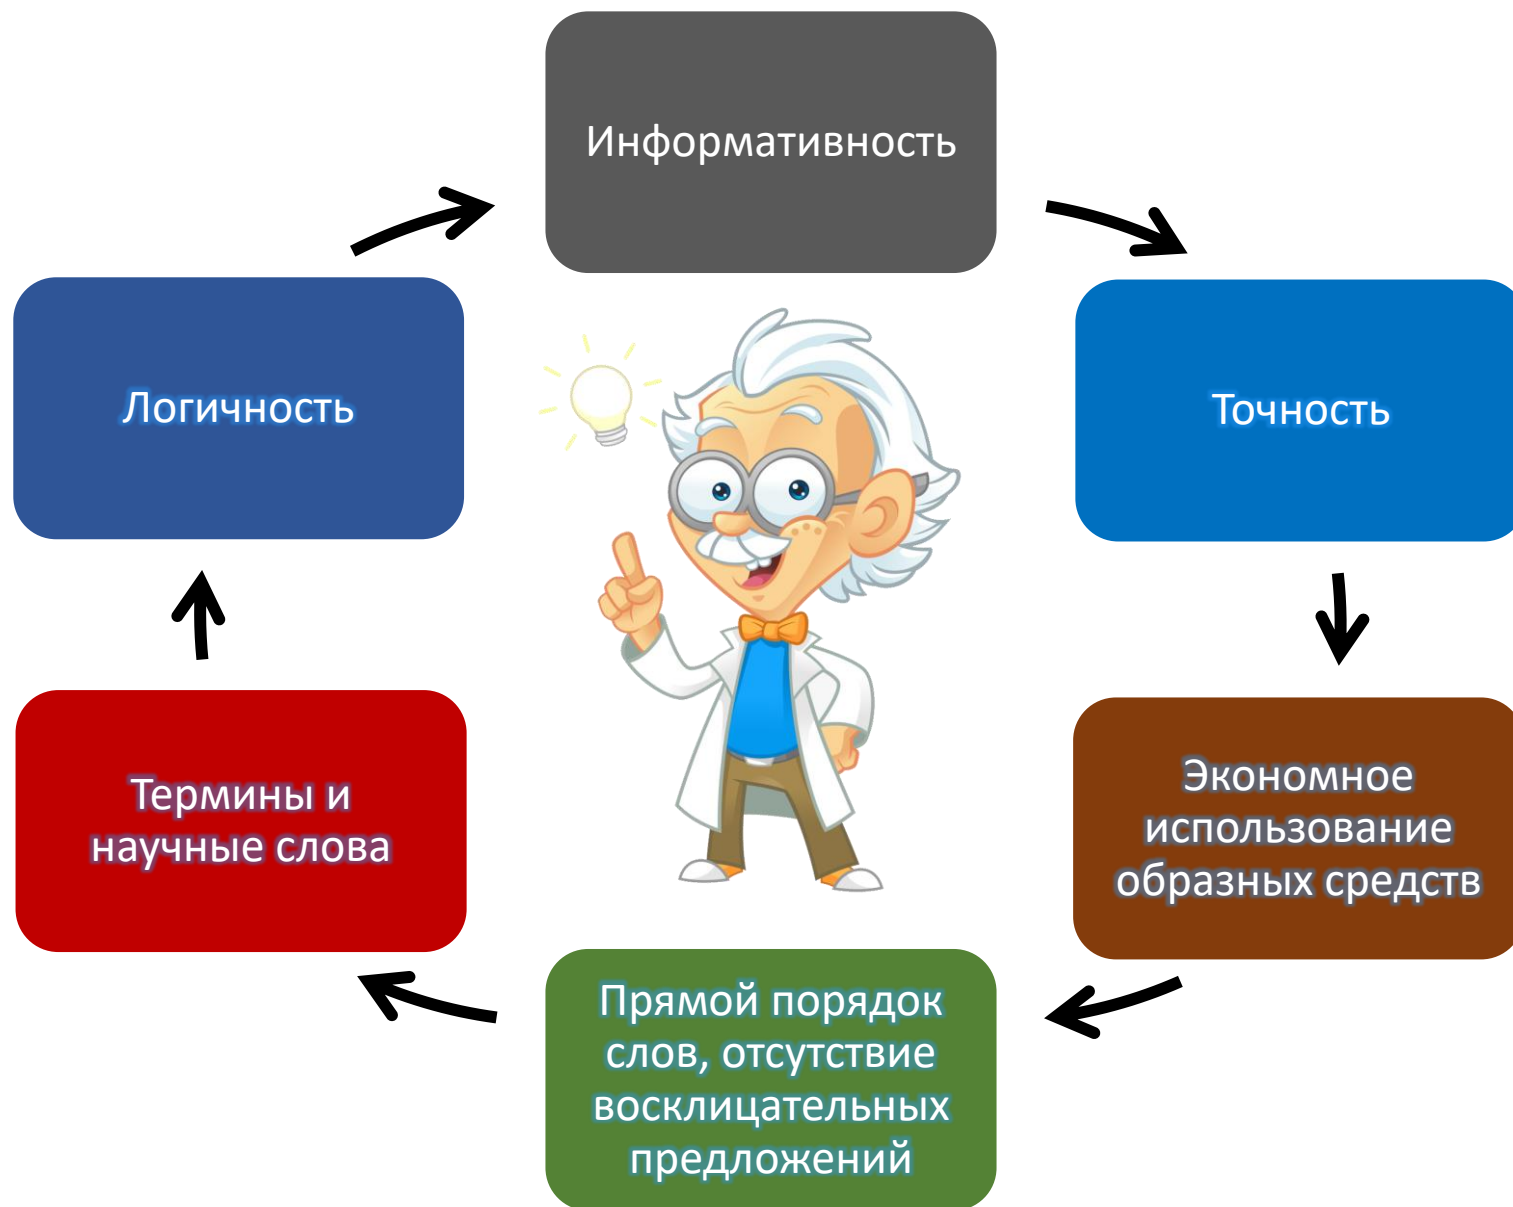 Информативность
Точность
Экономное
использование
образных средств
Прямой порядок
слов, отсутствие
восклицательных
предложений
Термины и
научные слова
Логичность